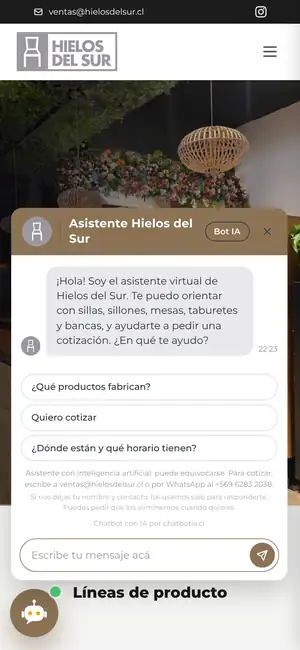 ventas@hielosdelsur.cl
HIELOS
DEL SUR
Asistente Hielos del
Sur
Bot IA
¡Hola! Soy el asistente virtual de
Hielos del Sur. Te puedo orientar
con sillas, sillones, mesas, taburetes
y bancas, y ayudarte a pedir una
cotización. ¿En qué te ayudo?
22:23
¿Qué productos fabrican?
Quiero cotizar
¿Dónde están y qué horario tienen?
Asistente con inteligencia artificial: puede equivocarse. Para cotizar,
escribe a ventas@hielosdelsur.cl o por WhatsApp al +569 6283 2038.
Si nos dejas tu nombre y contacto, los usamos solo para responderte.
Puedes pedir que los eliminemos cuando quieras.
Chatbot con IA por chatbotia.cl
Escribe tu mensaje acá
Líneas de producto